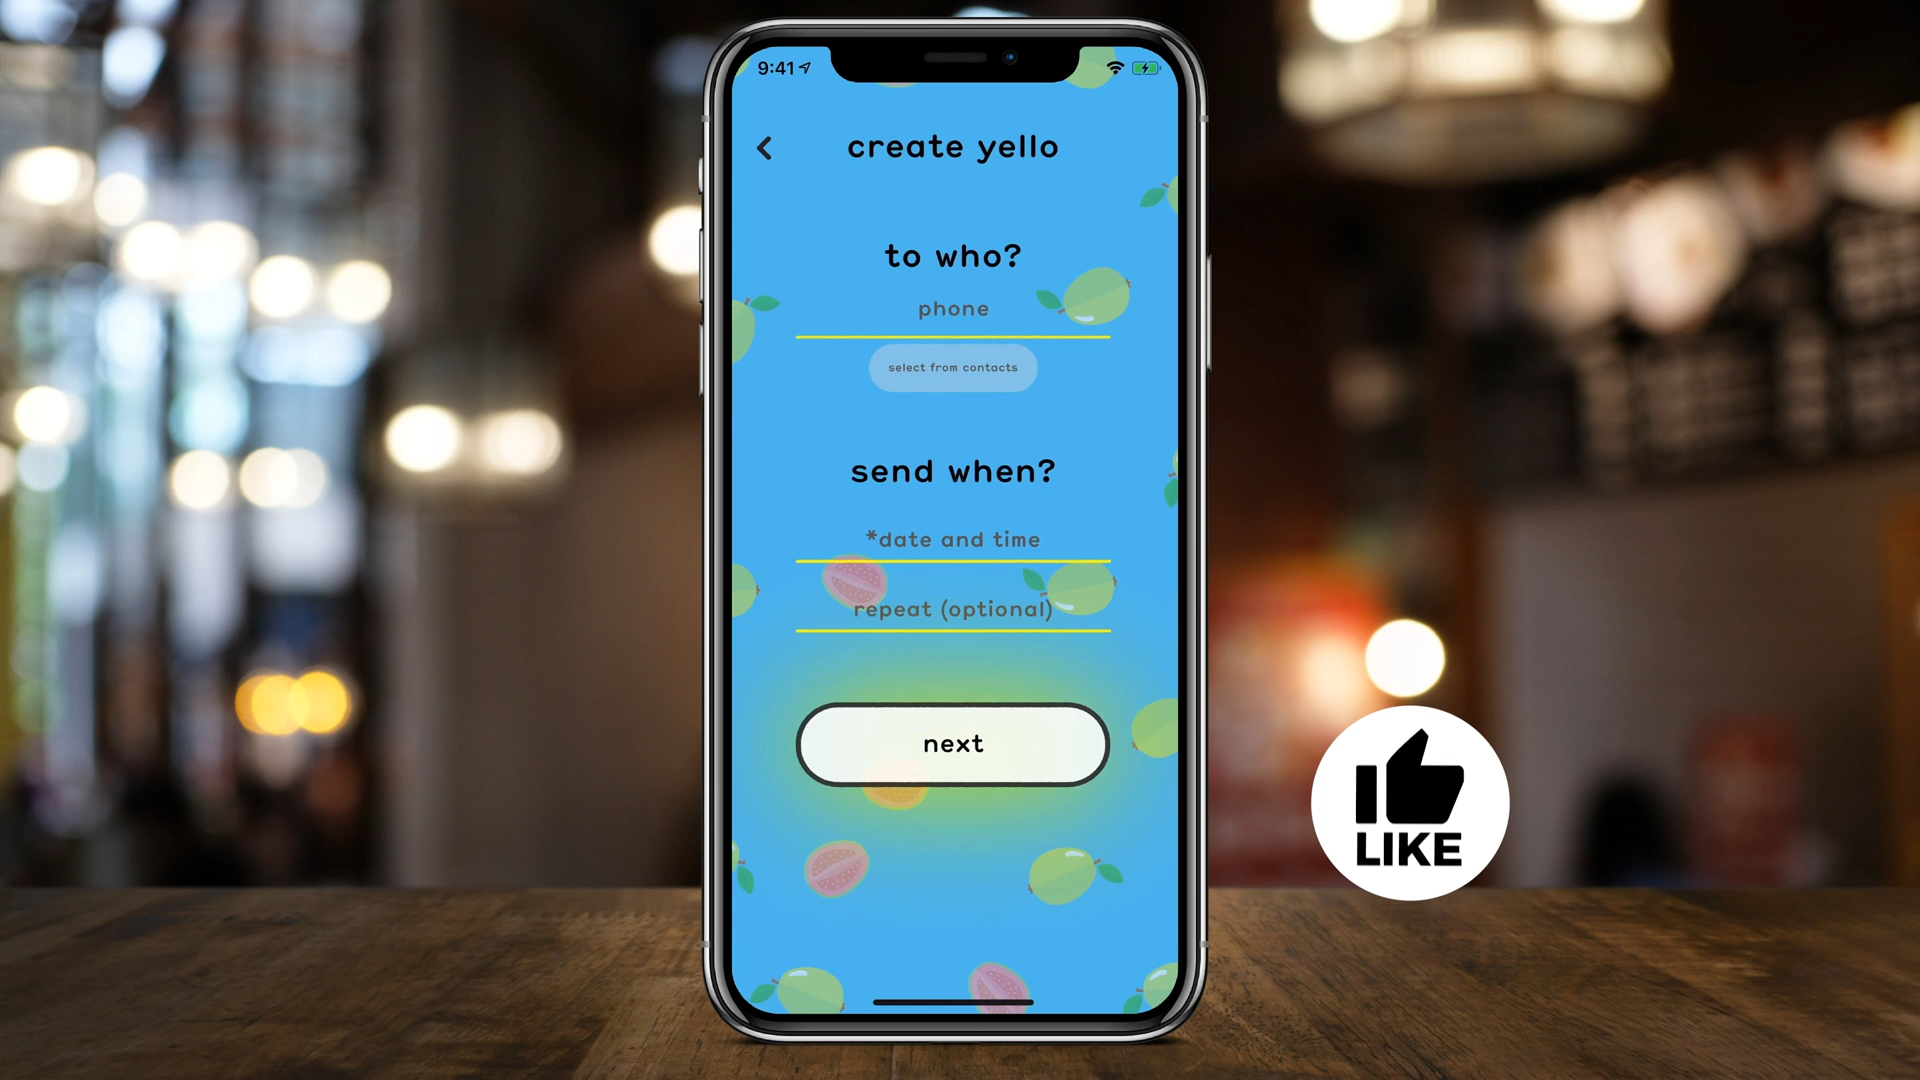 9:41
create yello
to who?
phone
select from contacts
send when?
*date and time
repeat (optional)
next
LIKE